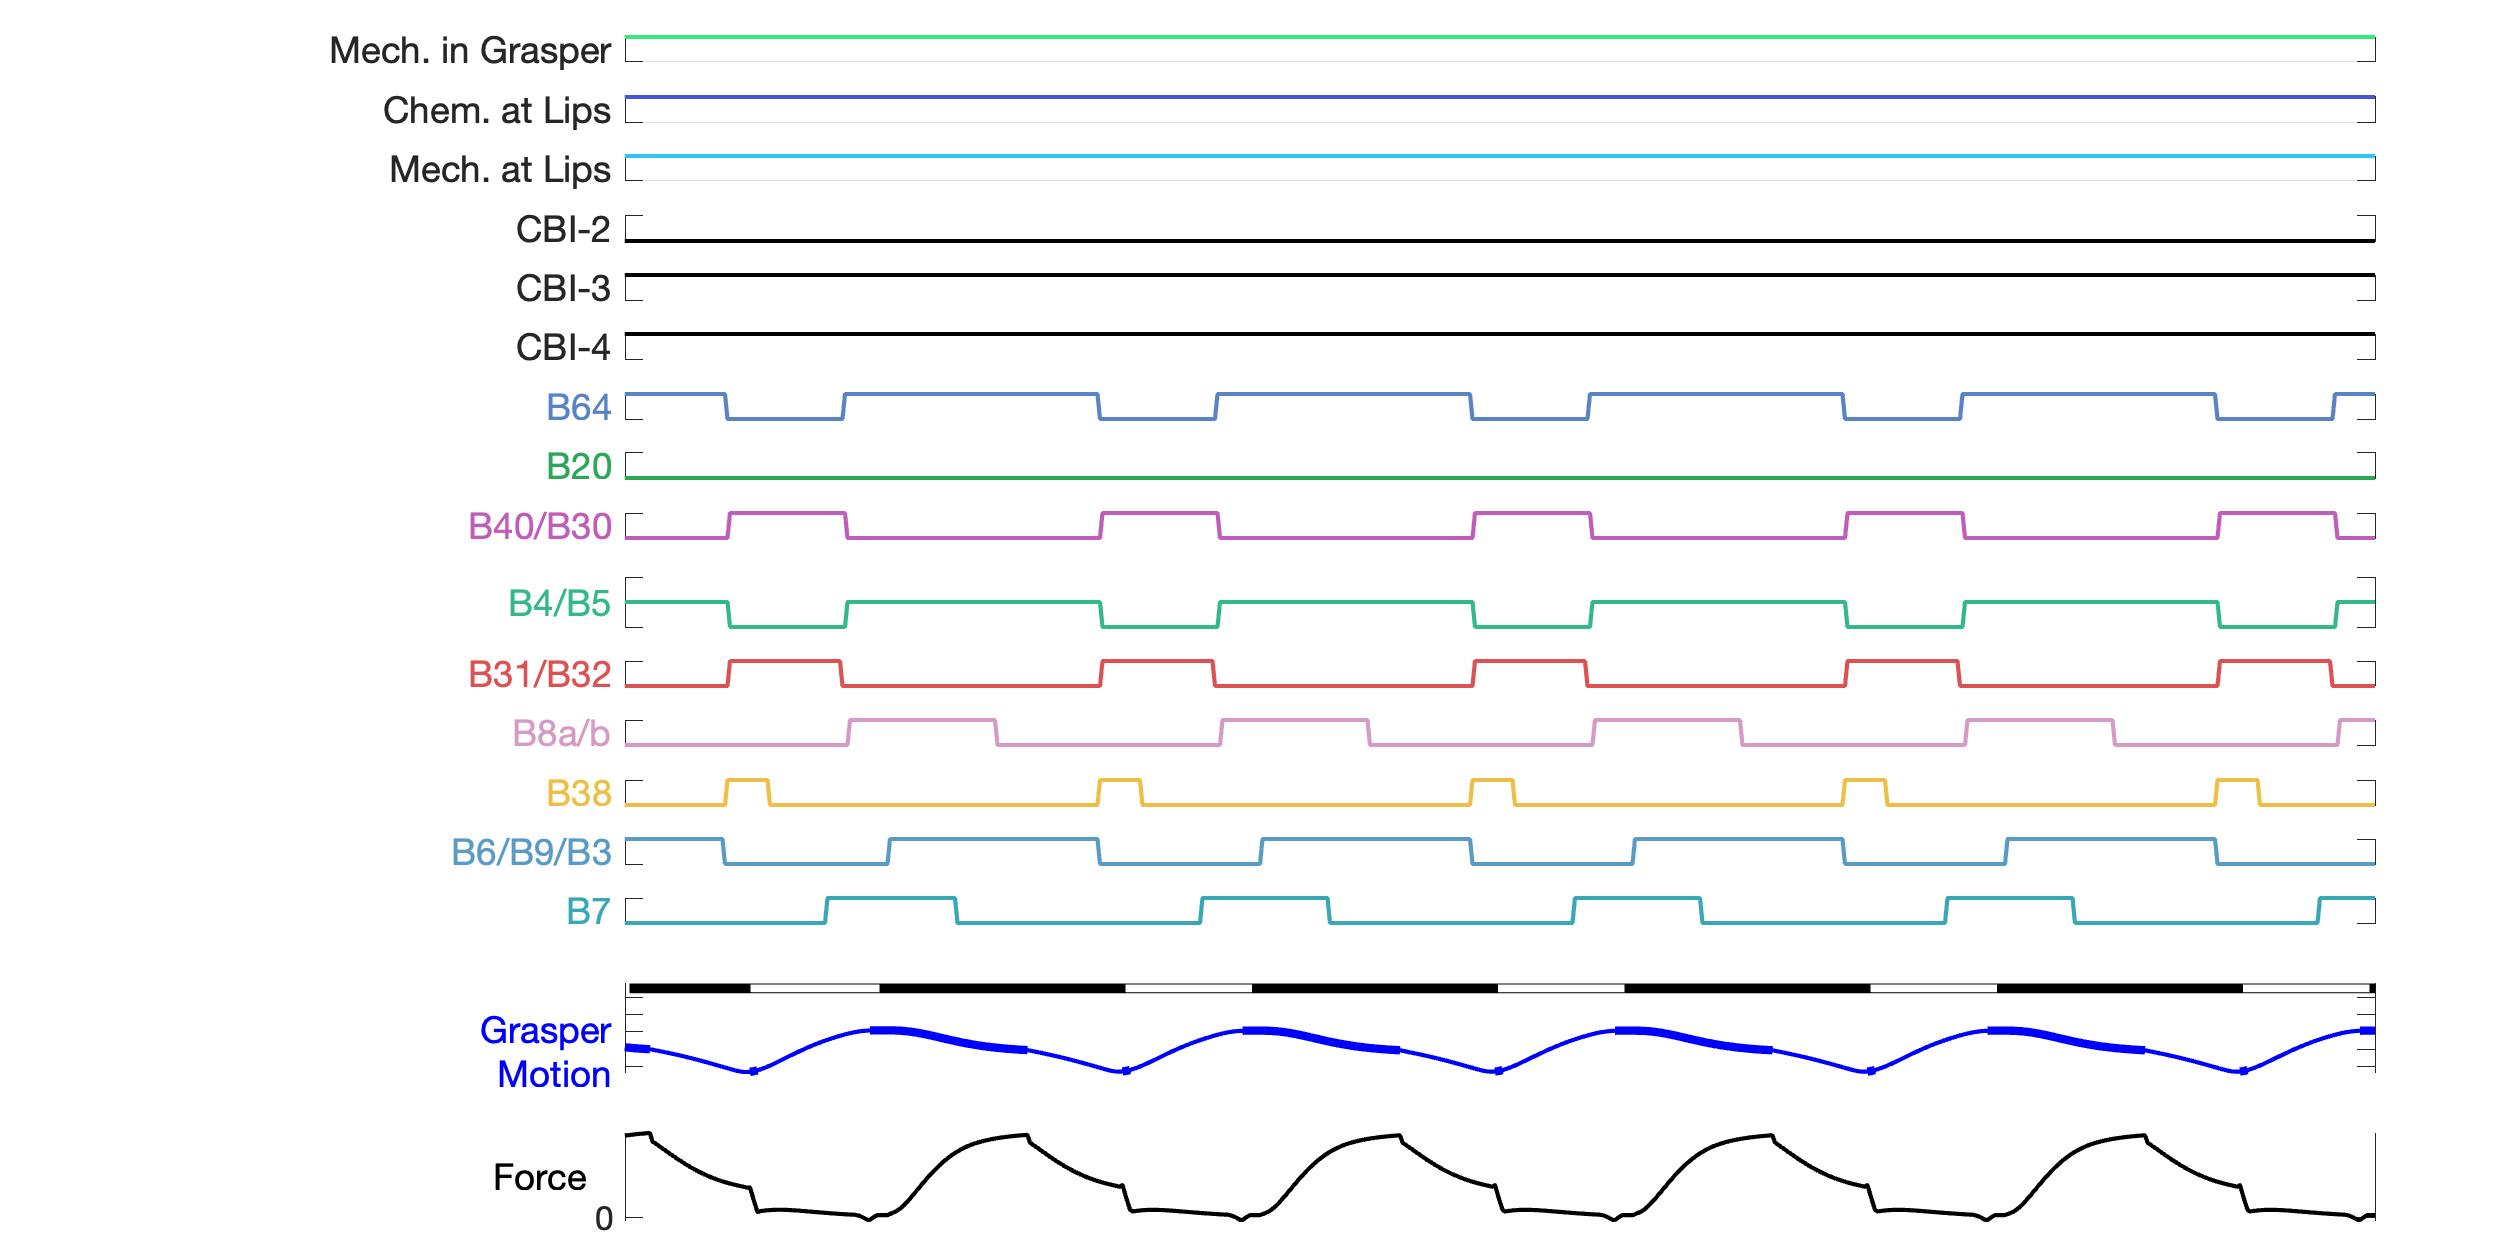 Mech. in Grasper
Chem. at Lips
Mech. at Lips
CBI-2
CBI-3
CBI-4
B64
B20
B40/B30
B4/B5
B31/B32
B8a/b
B38
B6/B9/B3
B7
Grasper
Motion
Force
0